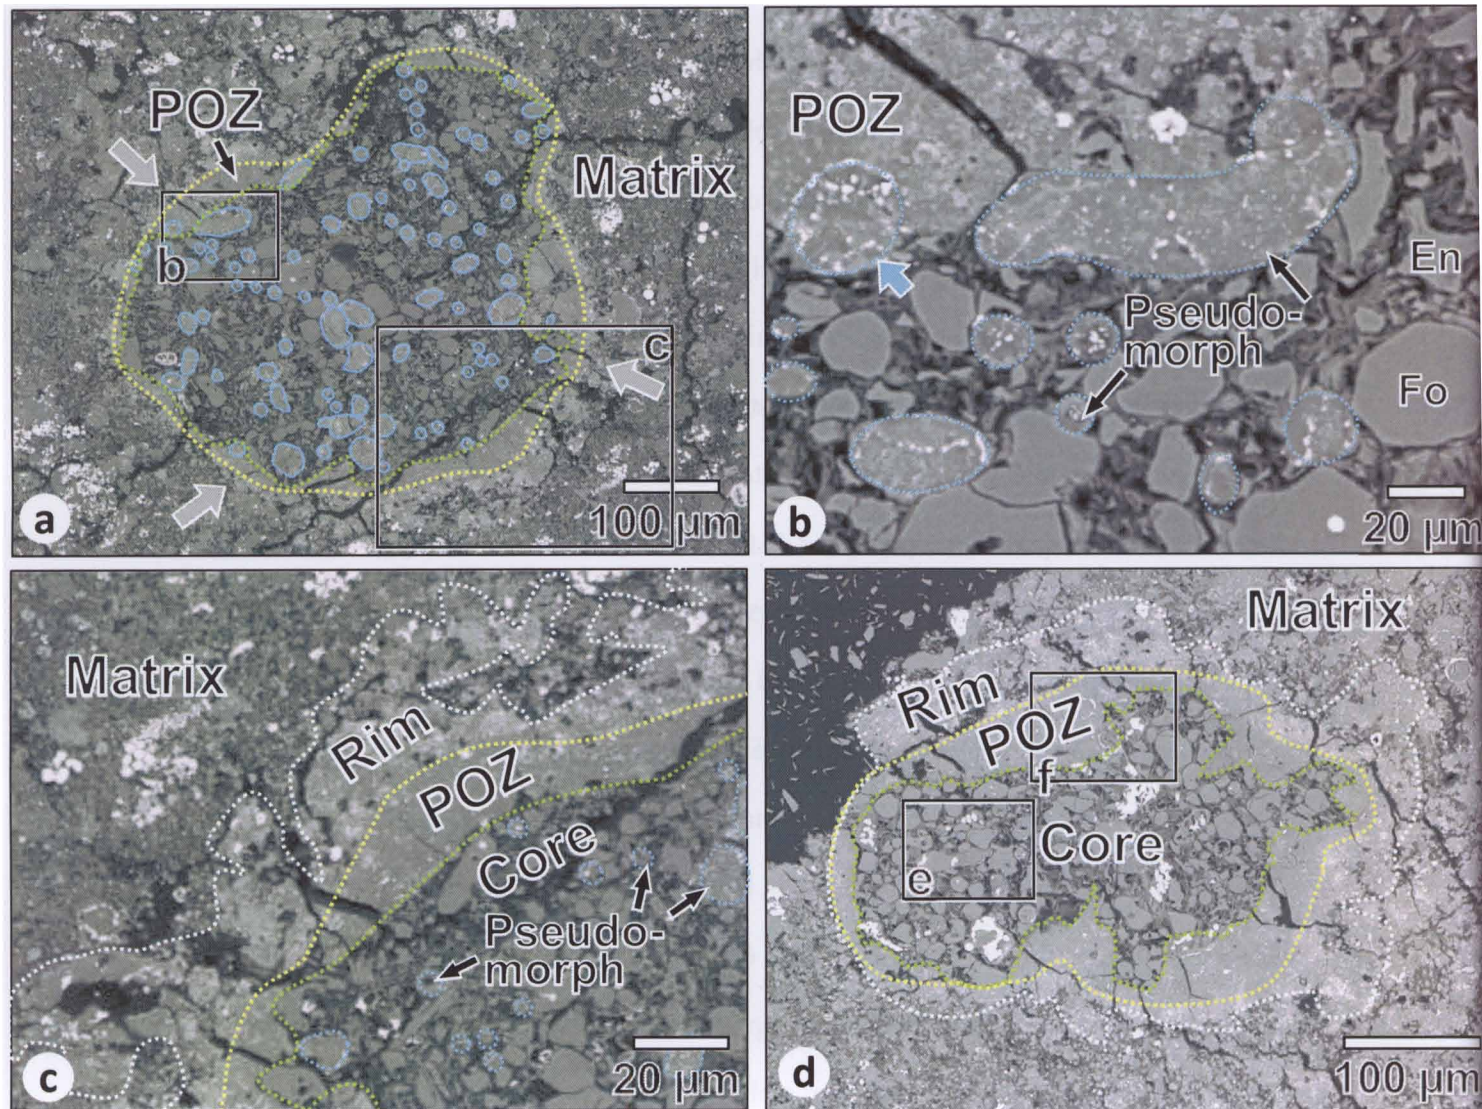 POZ
Matrix
b
c
a
100 µm
POZ
En
Pseudo-
morph
Fo
b
20 µm
Matrix
Rim
POZ
Core
Pseudo-
morph
c
20 µm
Matrix
Rim
POZ
f
Core
e
d
100 µm